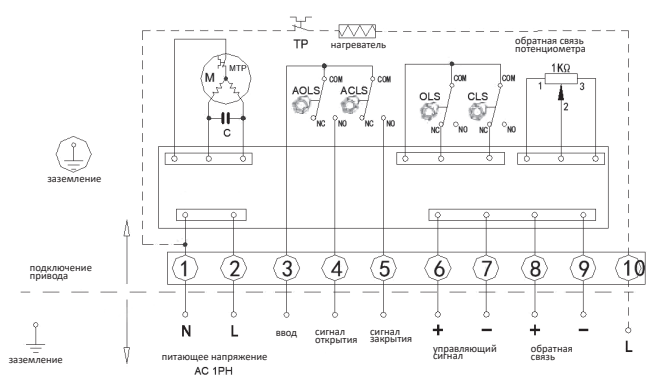 TP
нагреватель
обратная связь
потенциометра
1KΩ
1 3
2
M MTP
C
AOLS COM ACLS COM
NC NO NC NO
OLS COM CLS COM
NC NO NC NO
заземление
подключение
привода
1 2 3 4 5 6 7 8 9 10
N L ввод сигнал
открытия сигнал
закрытия + − + − L
питающее напряжение
AC 1PH
управляющий
сигнал
обратная
связь
заземление